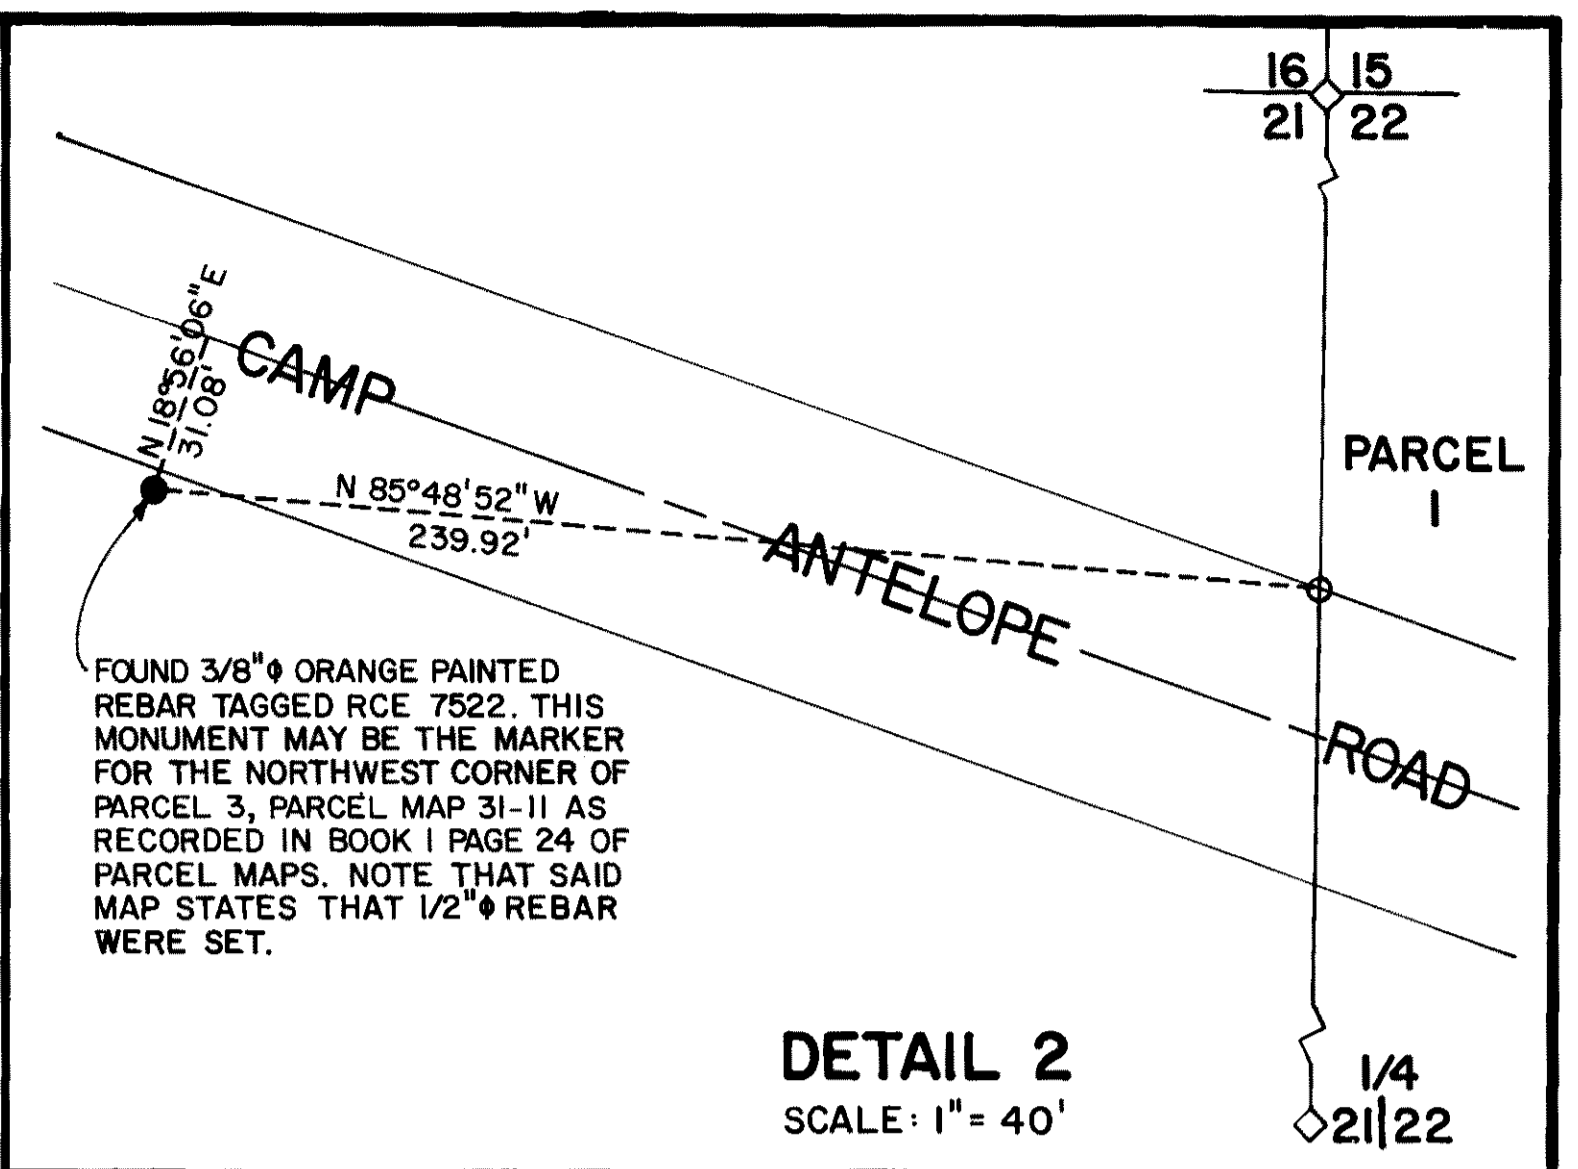 16 15
21 22
N 18°56'06" E
31.08'
CAMP ANTELOPE ROAD
N 85°48'52" W
239.92'
PARCEL
1
FOUND 3/8"ϕ ORANGE PAINTED
REBAR TAGGED RCE 7522. THIS
MONUMENT MAY BE THE MARKER
FOR THE NORTHWEST CORNER OF
PARCEL 3, PARCEL MAP 31-11 AS
RECORDED IN BOOK 1 PAGE 24 OF
PARCEL MAPS. NOTE THAT SAID
MAP STATES THAT 1/2"ϕ REBAR
WERE SET.
DETAIL 2
SCALE: 1" = 40'
1/4
21|22